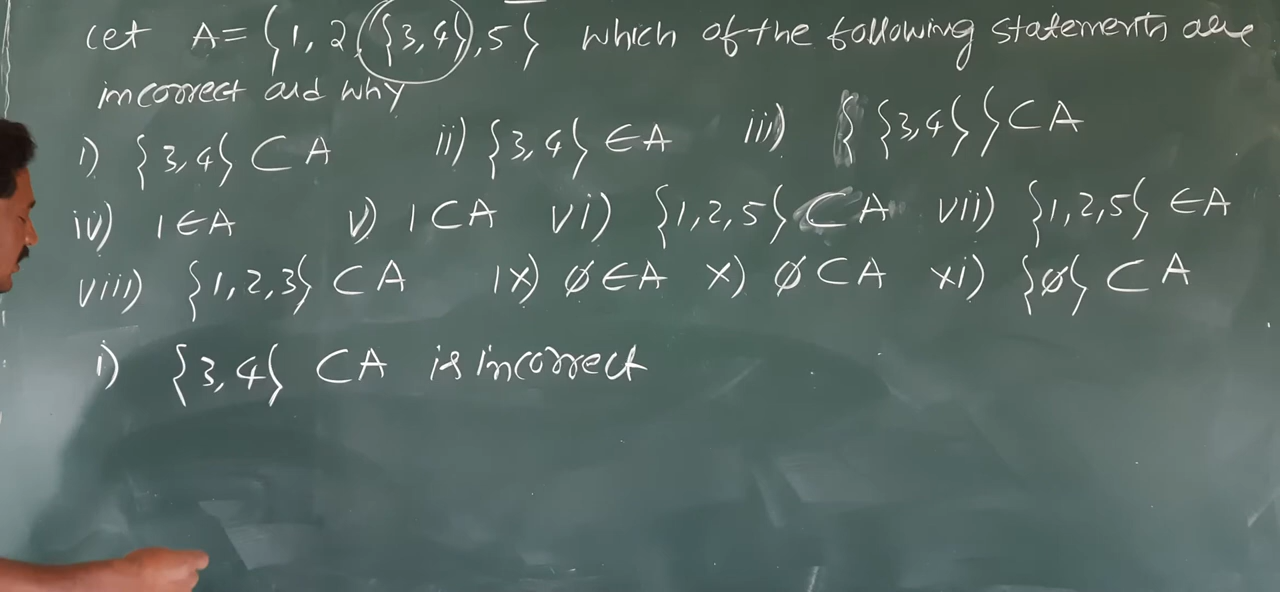 Let A = {1, 2, {3, 4}, 5} which of the following statements are
incorrect and why
i) {3, 4} ⊂ A ii) {3, 4} ∈ A iii) {{3, 4}} ⊂ A
iv) 1 ∈ A v) 1 ⊂ A vi) {1, 2, 5} ⊂ A vii) {1, 2, 5} ∈ A
viii) {1, 2, 3} ⊂ A ix) ∅ ∈ A x) ∅ ⊂ A xi) {∅} ⊂ A
i) {3, 4} ⊂ A is incorrect